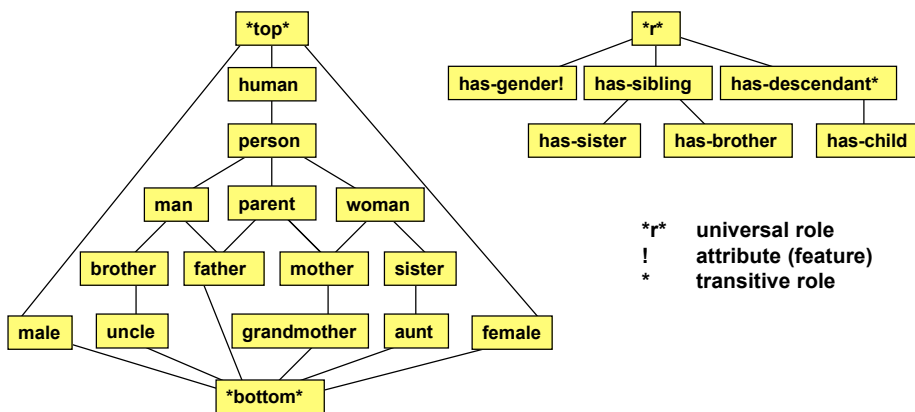 *top*
*r*
human
has-gender!
has-sibling
has-descendant*
person
has-sister
has-brother
has-child
man
parent
woman
*r* universal role
! attribute (feature)
* transitive role
brother
father
mother
sister
male
uncle
grandmother
aunt
female
*bottom*